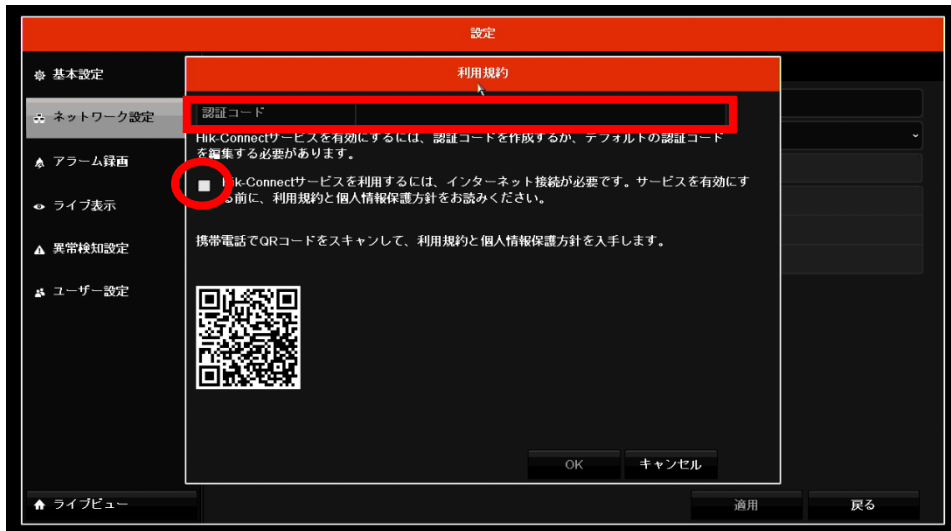 設定
基本設定
ネットワーク設定
アラーム録画
ライブ表示
異常検知設定
ユーザー設定
ライブビュー
利用規約
認証コード
Hik-Connectサービスを有効にするには、認証コードを作成するか、デフォルトの認証コード
を編集する必要があります。
k-Connectサービスを利用するには、インターネット接続が必要です。サービスを有効にす
る前に、利用規約と個人情報保護方針をお読みください。
携帯電話でQRコードをスキャンして、利用規約と個人情報保護方針を入手します。
OK
キャンセル
適用
戻る